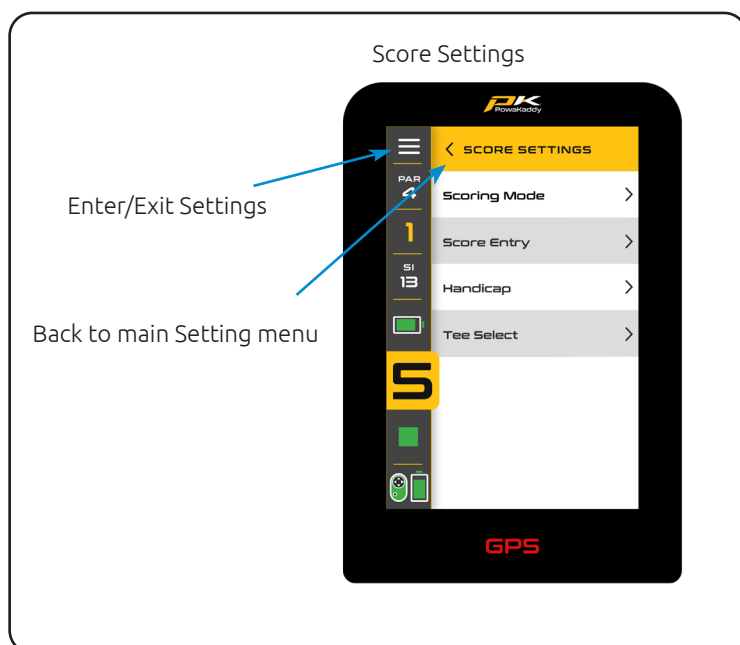 Score Settings
PK
PowaKaddy
SCORE SETTINGS
Enter/Exit Settings
PAR
4
Scoring Mode
1
Score Entry
SI
13
Handicap
Back to main Setting menu
Tee Select
S
GPS